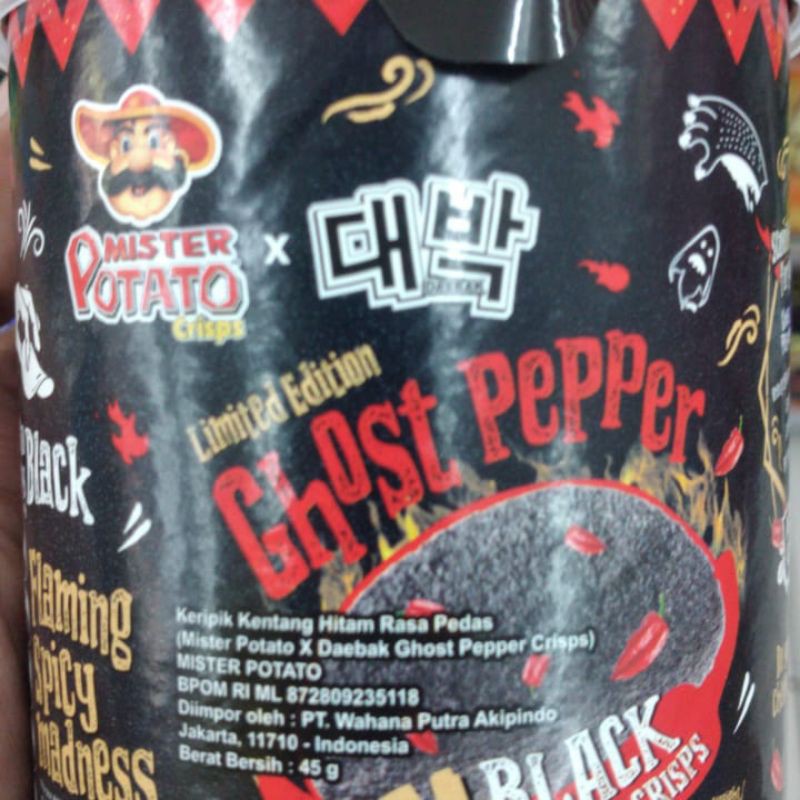 MISTER
POTATO
Crisps
x
대박
DAEBAK
Limited Edition
Ghost Pepper
Black
Flaming
Spicy
Madness
Keripik Kentang Hitam Rasa Pedas
(Mister Potato X Daebak Ghost Pepper Crisps)
MISTER POTATO
BPOM RI ML 872809235118
Diimpor oleh : PT. Wahana Putra Akipindo
Jakarta, 11710 - Indonesia
Berat Bersih : 45 g
BLACK
CRISPS